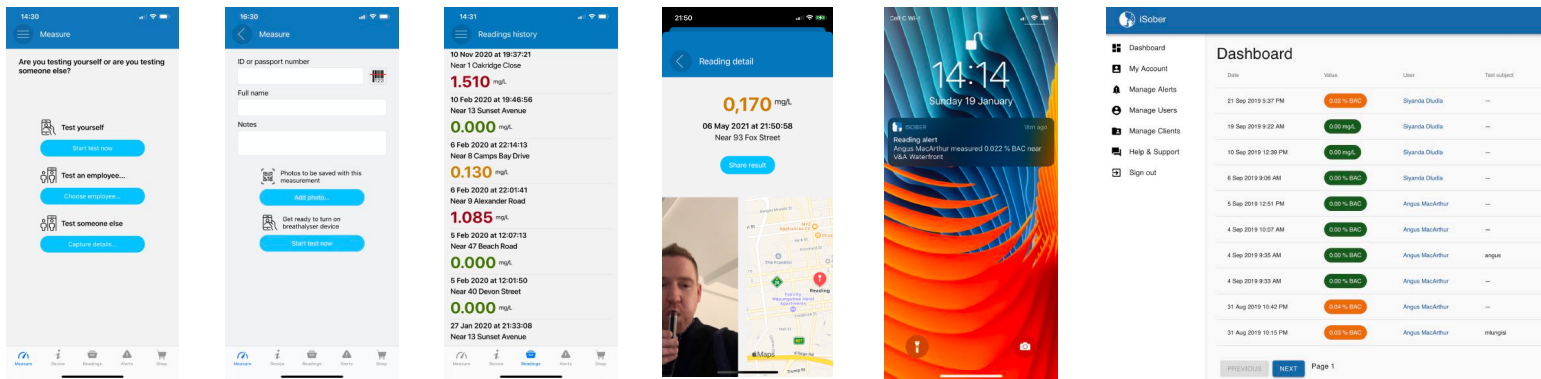 14:30
Measure
Are you testing yourself or are you testing
someone else?
Test yourself
Start test now
Test an employee...
Choose employee...
Test someone else
Capture details...
Measure
Device
Readings
Alerts
Shop
16:30
Measure
ID or passport number
123
Full name
Notes
Photos to be saved with this
measurement
Add photo...
Get ready to turn on
breathalyser device
Start test now
Measure
Device
Readings
Alerts
Shop
14:31
Readings history
10 Nov 2020 at 19:37:21
Near 1 Oakridge Close
1.510 mg/L
10 Feb 2020 at 19:46:56
Near 13 Sunset Avenue
0.000 mg/L
6 Feb 2020 at 22:14:13
Near 8 Camps Bay Drive
0.130 mg/L
6 Feb 2020 at 22:01:41
Near 9 Alexander Road
1.085 mg/L
5 Feb 2020 at 12:07:13
Near 47 Beach Road
0.000 mg/L
5 Feb 2020 at 12:01:50
Near 40 Devon Street
0.000 mg/L
27 Jan 2020 at 21:33:08
Near 13 Sunset Avenue
Measure
Device
Readings
Alerts
Shop
21:50
Reading detail
0,170 mg/L
06 May 2021 at 21:50:58
Near 93 Fox Street
Share result
Reading
Maps
Cell C Wi-Fi
14:14
Sunday 19 January
ISOBER
18m ago
Reading alert
Angus MacArthur measured 0.022 % BAC near
V&A Waterfront
iSober
Dashboard
My Account
Manage Alerts
Manage Users
Manage Clients
Help & Support
Sign out
Dashboard
Date Value User Test subject
21 Sep 2019 5:37 PM 0.02 % BAC Siyanda Dludla —
19 Sep 2019 9:22 AM 0.00 mg/L Siyanda Dludla —
10 Sep 2019 12:39 PM 0.00 mg/L Siyanda Dludla —
6 Sep 2019 9:06 AM 0.00 % BAC Siyanda Dludla —
5 Sep 2019 12:51 PM 0.00 % BAC Angus MacArthur —
4 Sep 2019 10:07 AM 0.00 % BAC Angus MacArthur —
4 Sep 2019 9:35 AM 0.00 % BAC Angus MacArthur angus
4 Sep 2019 9:33 AM 0.00 % BAC Angus MacArthur —
31 Aug 2019 10:42 PM 0.04 % BAC Angus MacArthur —
31 Aug 2019 10:15 PM 0.03 % BAC Angus MacArthur mlungisi
PREVIOUS NEXT Page 1